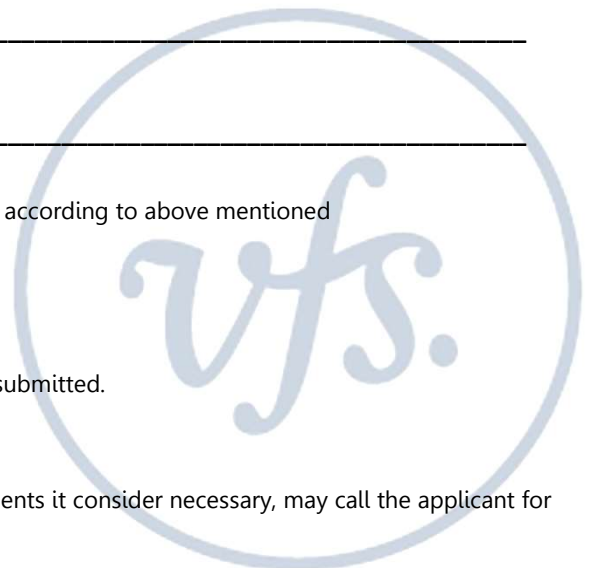 according to above mentioned
vfs.
submitted.
ents it consider necessary, may call the applicant for